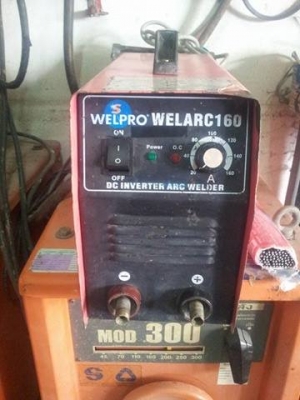 S
WELPRO WELARC160
ON
Power
O.C
I
O
OFF
A
DC INVERTER ARC WELDER
MOD 300